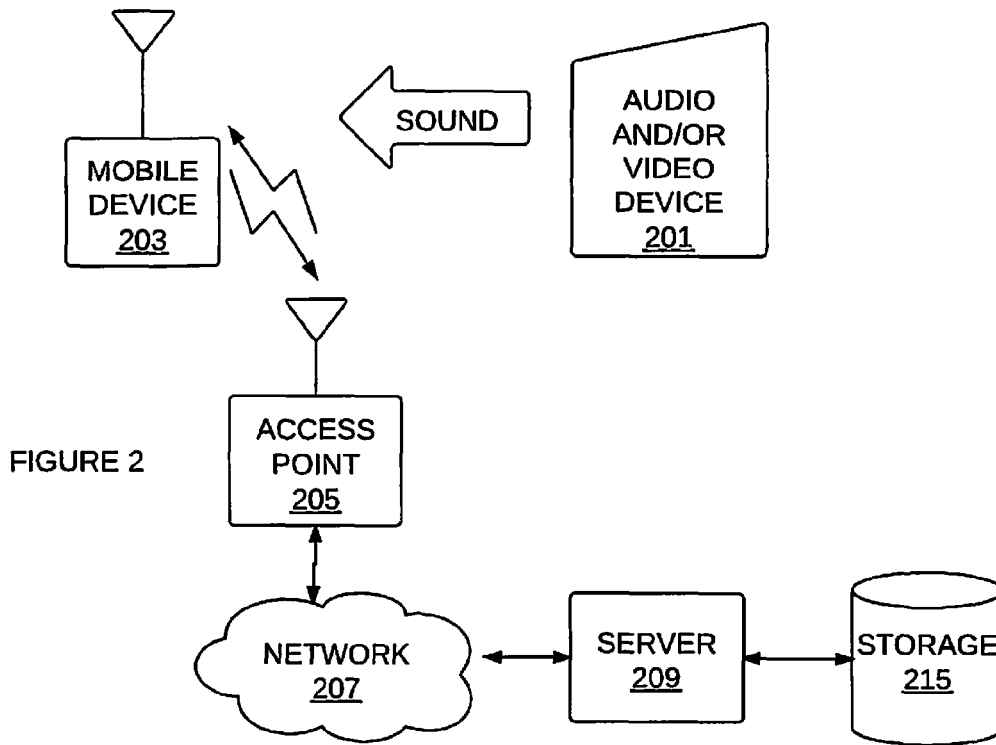 MOBILE
DEVICE
203
SOUND
AUDIO
AND/OR
VIDEO
DEVICE
201
ACCESS
POINT
205
FIGURE 2
NETWORK
207
SERVER
209
STORAGE
215